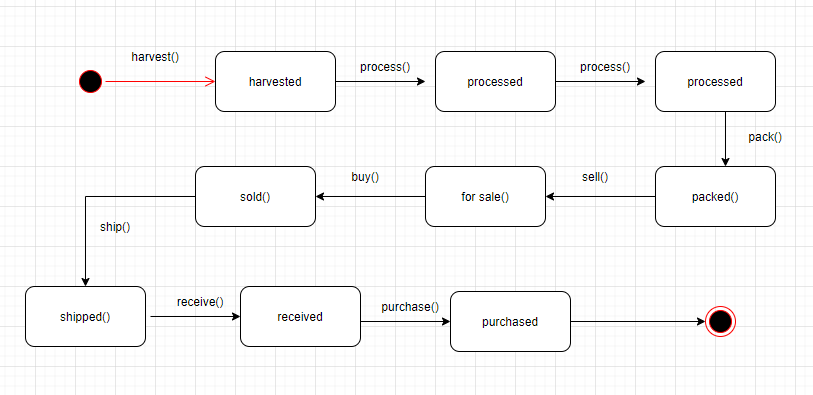 harvest()
harvested
process()
processed
process()
processed
pack()
packed()
sell()
for sale()
buy()
sold()
ship()
shipped()
receive()
received
purchase()
purchased